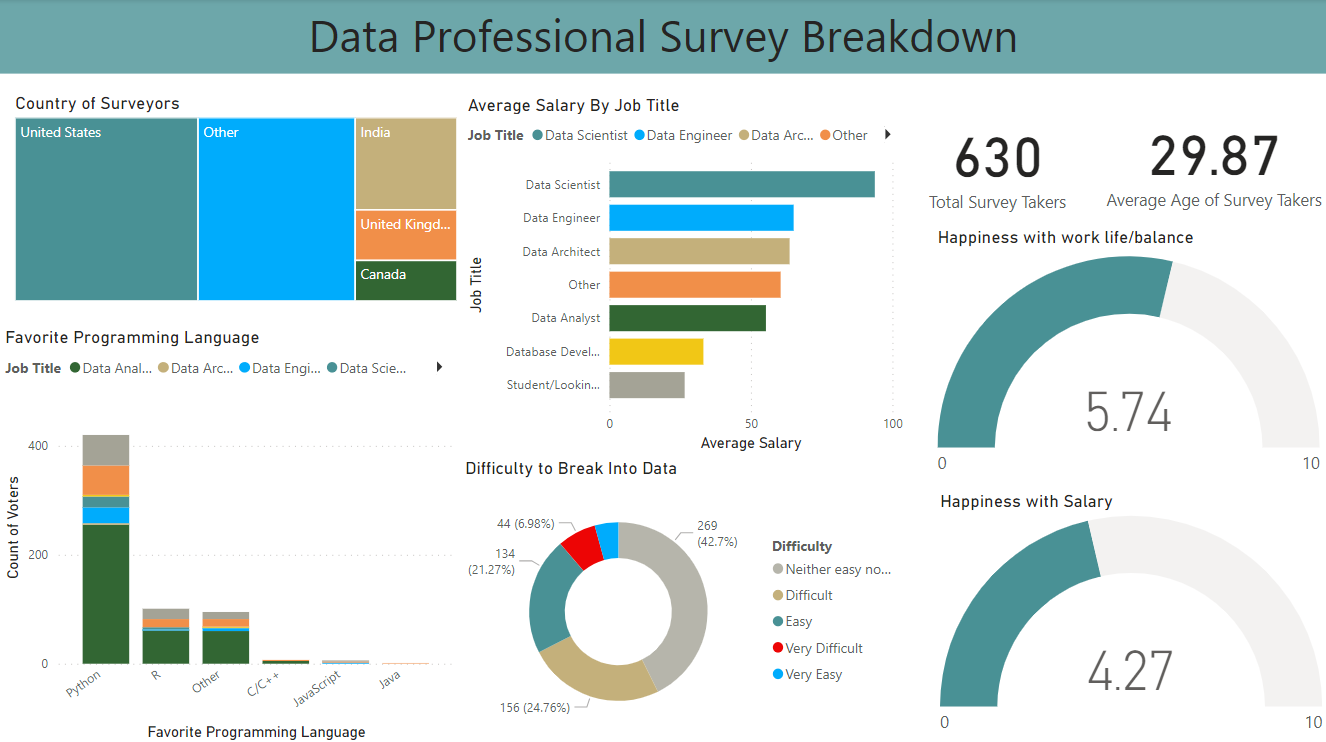 Data Professional Survey Breakdown
Country of Surveyors
United States
Other
India
United Kingd...
Canada
Favorite Programming Language
Job Title Data Anal... Data Arc... Data Engi... Data Scie...
Count of Voters
400
200
0
Python
R
Other
C/C++
JavaScript
Java
Favorite Programming Language
Average Salary By Job Title
Job Title Data Scientist Data Engineer Data Arc... Other
Job Title
Data Scientist
Data Engineer
Data Architect
Other
Data Analyst
Database Devel...
Student/Lookin...
0 50 100
Average Salary
Difficulty to Break Into Data
44 (6.98%)
269
(42.7%)
134
(21.27%)
156 (24.76%)
Difficulty
Neither easy no...
Difficult
Easy
Very Difficult
Very Easy
630
Total Survey Takers
29.87
Average Age of Survey Takers
Happiness with work life/balance
5.74
0 10
Happiness with Salary
4.27
0 10